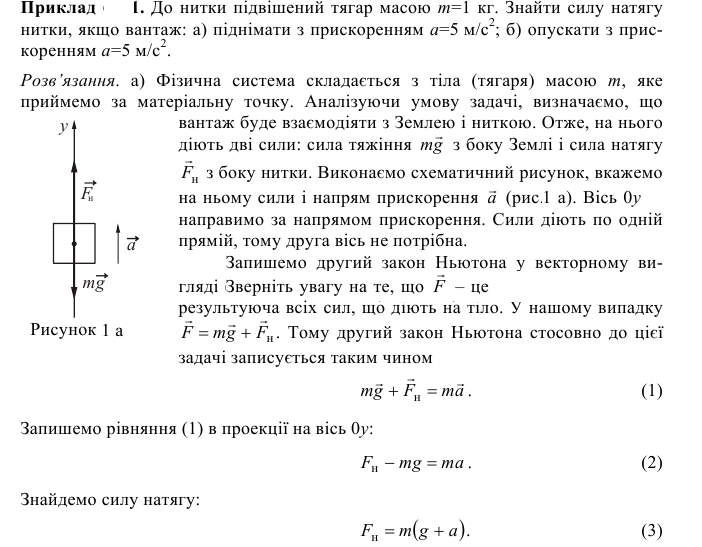 Приклад 1. До нитки підвішений тягар масою m=1 кг. Знайти силу натягу
нитки, якщо вантаж: а) піднімати з прискоренням a=5 м/с²; б) опускати з прис-
коренням a=5 м/с².
Розв’язання. а) Фізична система складається з тіла (тягаря) масою m, яке
приймемо за матеріальну точку. Аналізуючи умову задачі, визначаємо, що
вантаж буде взаємодіяти з Землею і ниткою. Отже, на нього
діють дві сили: сила тяжіння mg⃗ з боку Землі і сила натягу
F⃗н з боку нитки. Виконаємо схематичний рисунок, вкажемо
на ньому сили і напрям прискорення a⃗ (рис.1 а). Вісь 0y
направимо за напрямом прискорення. Сили діють по одній
прямій, тому друга вісь не потрібна.
Запишемо другий закон Ньютона у векторному ви-
гляді Зверніть увагу на те, що F⃗ – це
результуюча всіх сил, що діють на тіло. У нашому випадку
F⃗ = mg⃗ + F⃗н. Тому другий закон Ньютона стосовно до цієї
задачі записується таким чином
y
F⃗н
a⃗
mg⃗
Рисунок 1 а
mg⃗ + F⃗н = ma⃗ . (1)
Запишемо рівняння (1) в проекції на вісь 0y:
Fн − mg = ma . (2)
Знайдемо силу натягу:
Fн = m(g + a). (3)